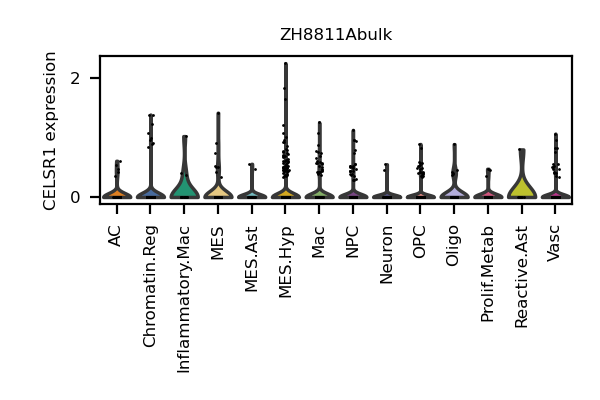 ZH8811Abulk
CELSR1 expression
2
0
AC
Chromatin.Reg
Inflammatory.Mac
MES
MES.Ast
MES.Hyp
Mac
NPC
Neuron
OPC
Oligo
Prolif.Metab
Reactive.Ast
Vasc